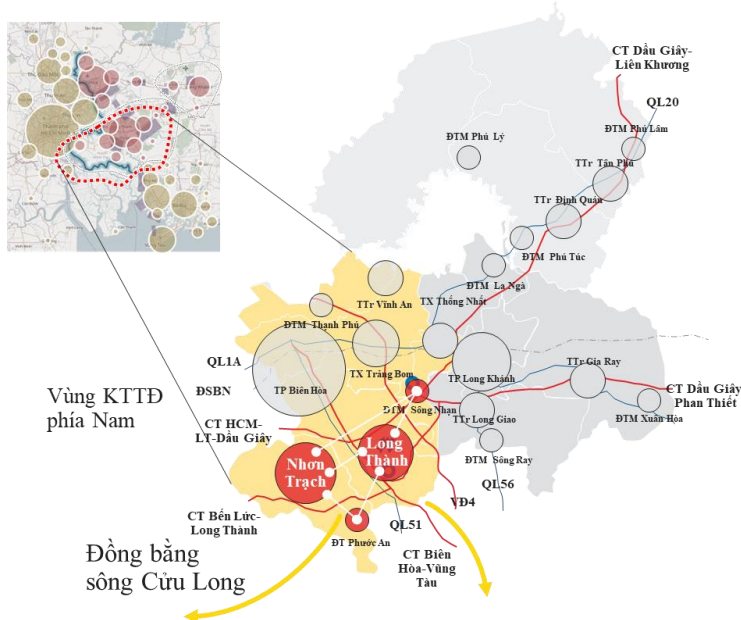 CT Dầu Giây-
Liên Khương
QL20
ĐTM Phú Lâm
ĐTM Phú Lý
TTr Tân Phú
TTr Định Quán
ĐTM Phú Túc
ĐTM La Ngà
TTr Vĩnh An
TX Thống Nhất
ĐTM Thạnh Phú
QL1A
TX Trảng Bom
TP Long Khánh
TTr Gia Ray
ĐSBN
TP Biên Hòa
CT Dầu Giây
Phan Thiết
Vùng KTTĐ
phía Nam
ĐTM Sông Nhạn
TTr Long Giao
ĐTM Xuân Hòa
CT HCM-
LT-Dầu Giây
Long
Thành
ĐTM Sông Ray
Nhơn
Trạch
QL56
VĐ4
CT Bến Lức-
Long Thành
QL51
ĐT Phước An
Đồng bằng
sông Cửu Long
CT Biên
Hòa-Vũng
Tàu